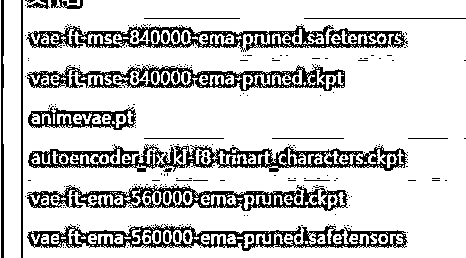 vae-ft-mse-840000-ema-pruned.safetensors
vae-ft-mse-840000-ema-pruned.ckpt
animevae.pt
autoencoder_fix_kl-f8-trinart_characters.ckpt
vae-ft-ema-560000-ema-pruned.ckpt
vae-ft-ema-560000-ema-pruned.safetensors